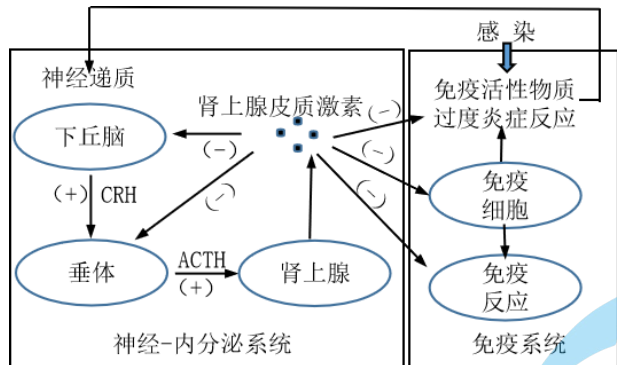 感 染
神经递质
免疫活性物质
过度炎症反应
肾上腺皮质激素
(-)
下丘脑
(-)
(-)
(-)
(+) CRH
(-)
免疫
细胞
垂体
ACTH
(+)
肾上腺
免疫
反应
神经-内分泌系统
免疫系统